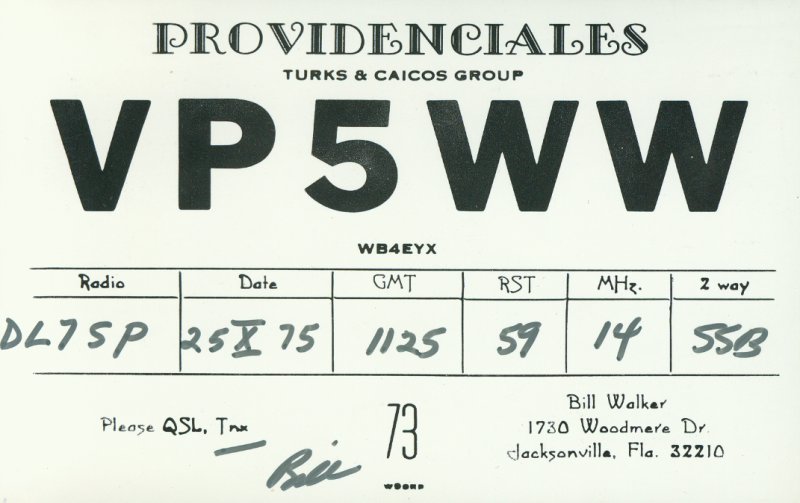 PROVIDENCIALES
TURKS & CAICOS GROUP
VP5WW
WB4EYX
Radio Date GMT RST MHz. 2 way
DL7SP 25 X 75 1125 59 14 SSB
Please QSL, Tnx
73
Bill Walker
1730 Woodmere Dr.
Jacksonville, Fla. 32210
Bill